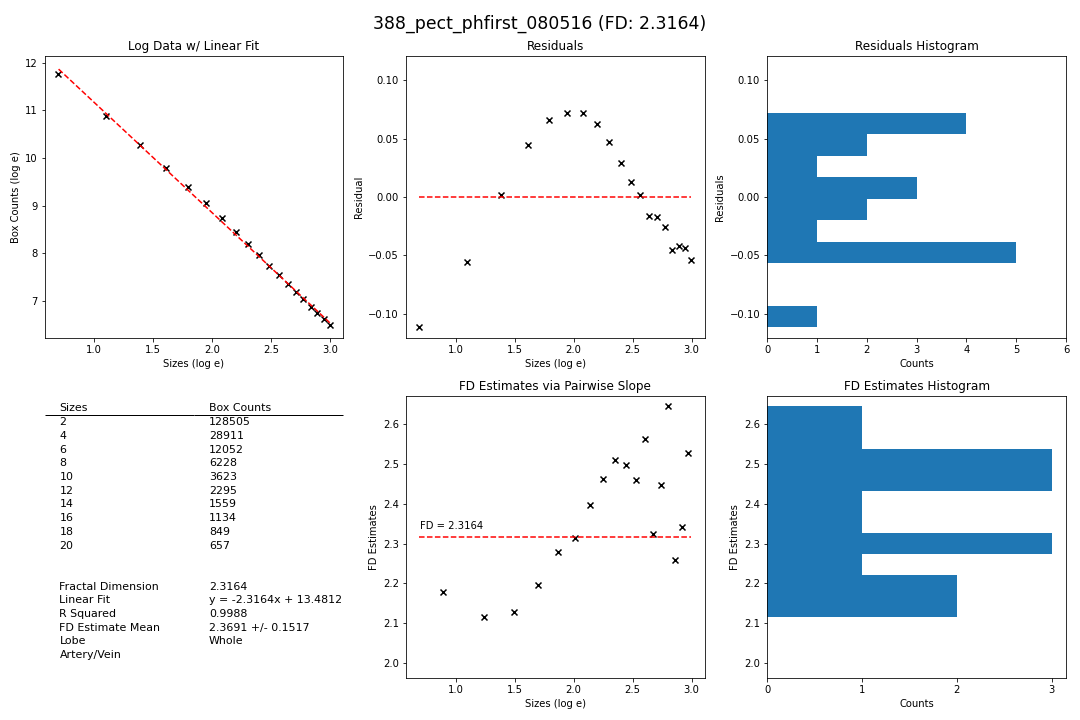 388_pect_phfirst_080516 (FD: 2.3164)
Log Data w/ Linear Fit
12
11
10
9
8
7
Box Counts (log e)
1.0 1.5 2.0 2.5 3.0
Sizes (log e)
Residuals
0.10
0.05
0.00
−0.05
−0.10
Residual
1.0 1.5 2.0 2.5 3.0
Sizes (log e)
Residuals Histogram
0.10
0.05
0.00
−0.05
−0.10
Residuals
0 1 2 3 4 5 6
Counts
Sizes Box Counts
2 128505
4 28911
6 12052
8 6228
10 3623
12 2295
14 1559
16 1134
18 849
20 657
Fractal Dimension 2.3164
Linear Fit y = -2.3164x + 13.4812
R Squared 0.9988
FD Estimate Mean 2.3691 +/- 0.1517
Lobe Whole
Artery/Vein
FD Estimates via Pairwise Slope
2.6
2.5
2.4
2.3
2.2
2.1
2.0
FD Estimates
FD = 2.3164
1.0 1.5 2.0 2.5 3.0
Sizes (log e)
FD Estimates Histogram
2.6
2.5
2.4
2.3
2.2
2.1
2.0
FD Estimates
0 1 2 3
Counts